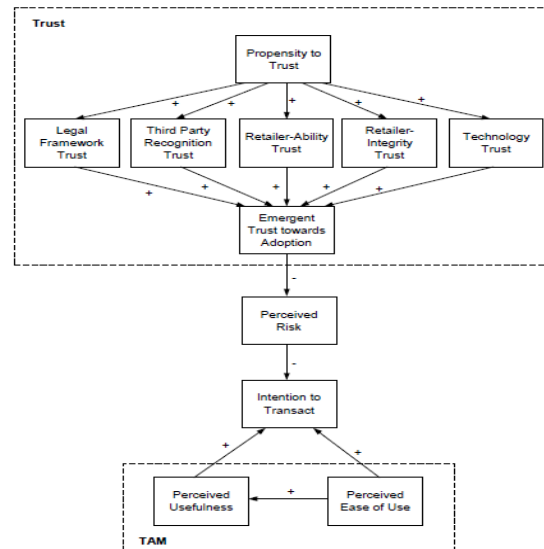 Trust
Propensity to
Trust
+ + + + +
Legal
Framework
Trust
Third Party
Recognition
Trust
Retailer-Ability
Trust
Retailer-
Integrity
Trust
Technology
Trust
+ + + + +
Emergent
Trust towards
Adoption
-
Perceived
Risk
-
Intention to
Transact
+ +
Perceived
Usefulness
+
Perceived
Ease of Use
TAM